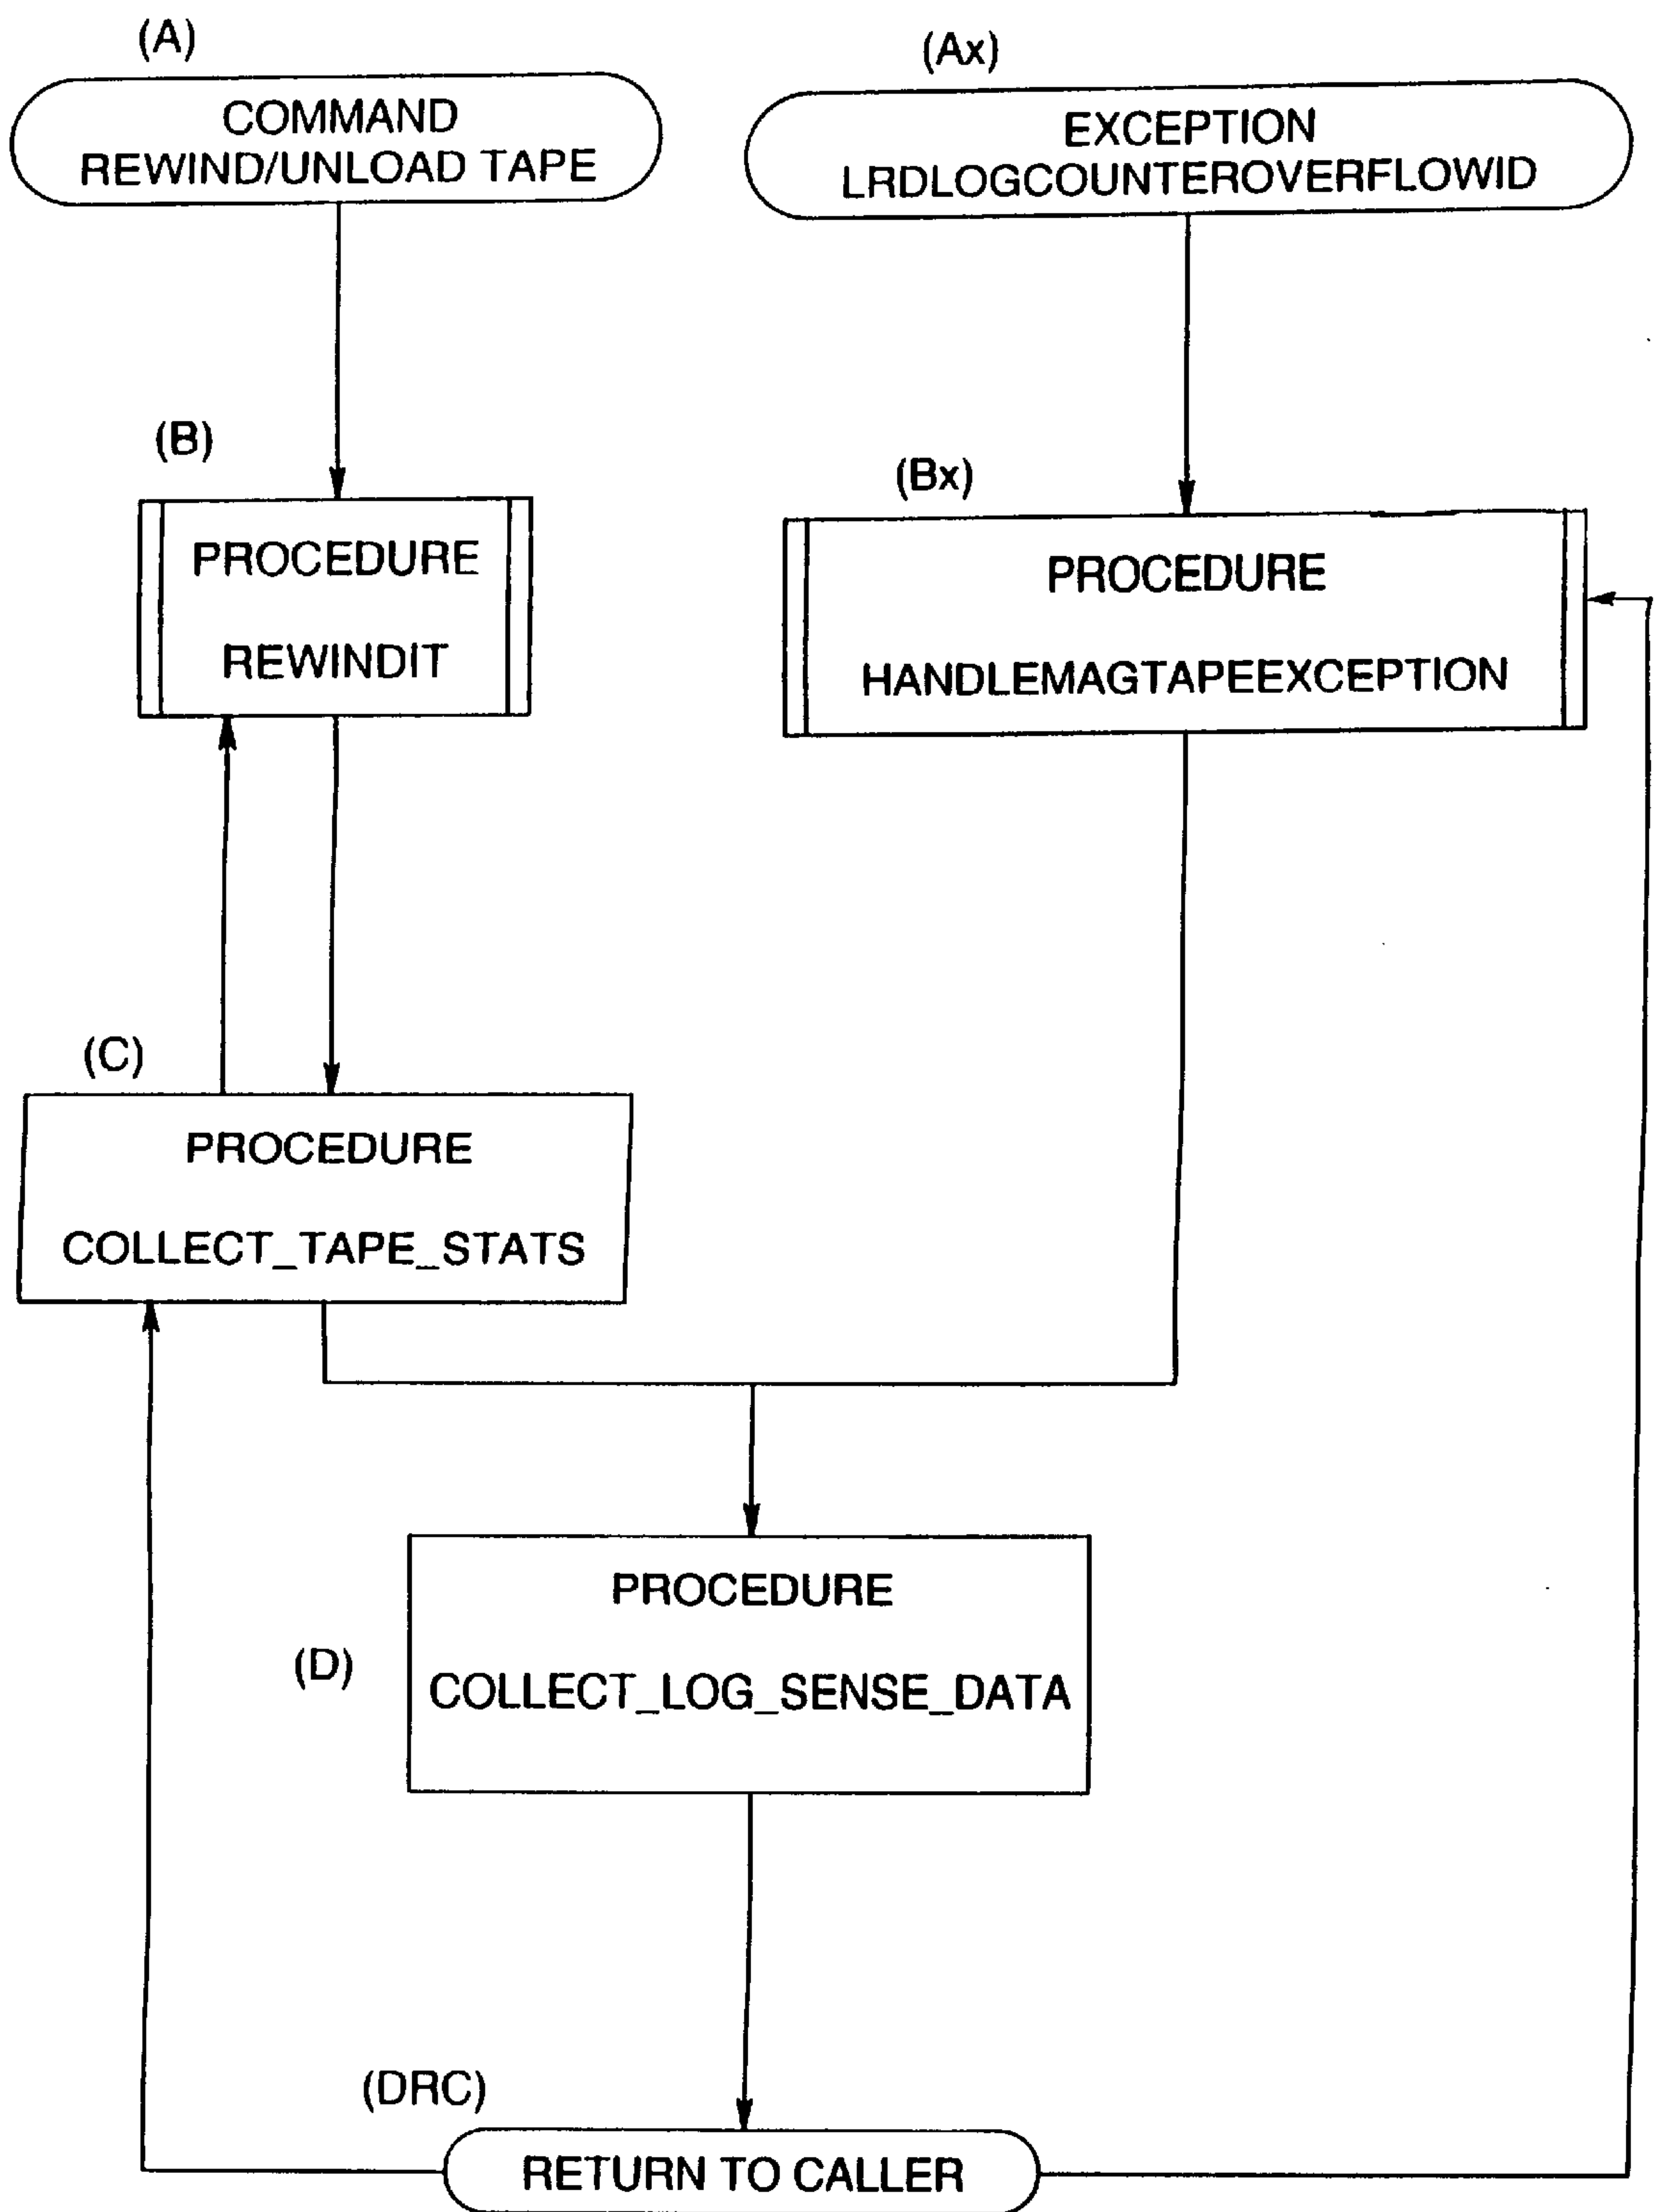 (A)
COMMAND
REWIND/UNLOAD TAPE
(Ax)
EXCEPTION
LRDLOGCOUNTEROVERFLOWID
(B)
PROCEDURE
REWINDIT
(Bx)
PROCEDURE
HANDLEMAGTAPEEXCEPTION
(C)
PROCEDURE
COLLECT_TAPE_STATS
(D)
PROCEDURE
COLLECT_LOG_SENSE_DATA
(DRC)
RETURN TO CALLER